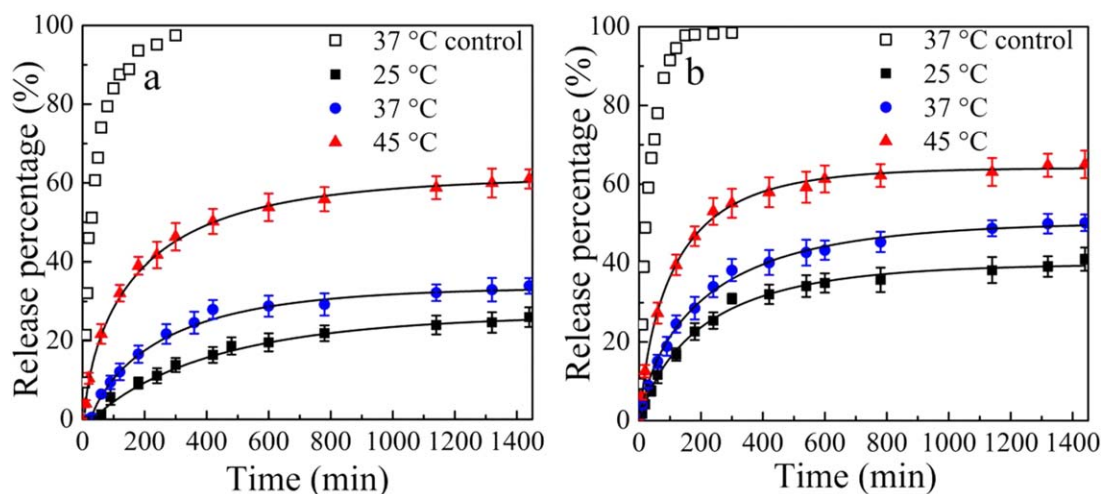 Release percentage (%)
100
80
60
40
20
0
a
37 °C control
25 °C
37 °C
45 °C
0 200 400 600 800 1000 1200 1400
Time (min)
Release percentage (%)
100
80
60
40
20
0
b
37 °C control
25 °C
37 °C
45 °C
0 200 400 600 800 1000 1200 1400
Time (min)